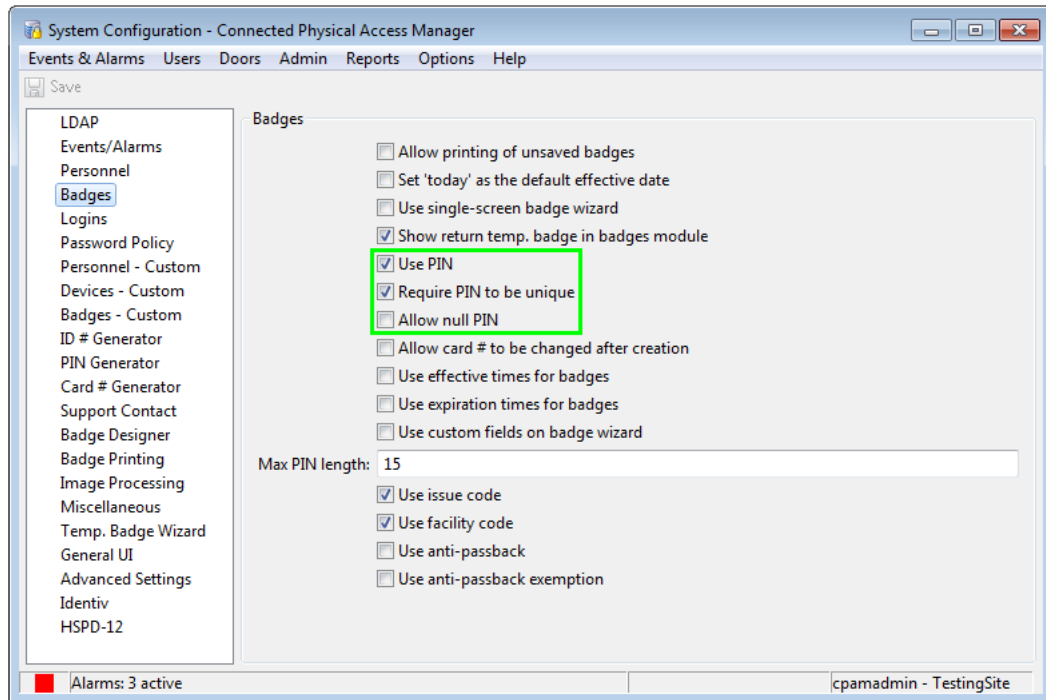 System Configuration - Connected Physical Access Manager
Events & Alarms Users Doors Admin Reports Options Help
Save
LDAP
Events/Alarms
Personnel
Badges
Logins
Password Policy
Personnel - Custom
Devices - Custom
Badges - Custom
ID # Generator
PIN Generator
Card # Generator
Support Contact
Badge Designer
Badge Printing
Image Processing
Miscellaneous
Temp. Badge Wizard
General UI
Advanced Settings
Identiv
HSPD-12
Badges
Allow printing of unsaved badges
Set 'today' as the default effective date
Use single-screen badge wizard
Show return temp. badge in badges module
Use PIN
Require PIN to be unique
Allow null PIN
Allow card # to be changed after creation
Use effective times for badges
Use expiration times for badges
Use custom fields on badge wizard
Max PIN length: 15
Use issue code
Use facility code
Use anti-passback
Use anti-passback exemption
Alarms: 3 active
cpamadmin - TestingSite